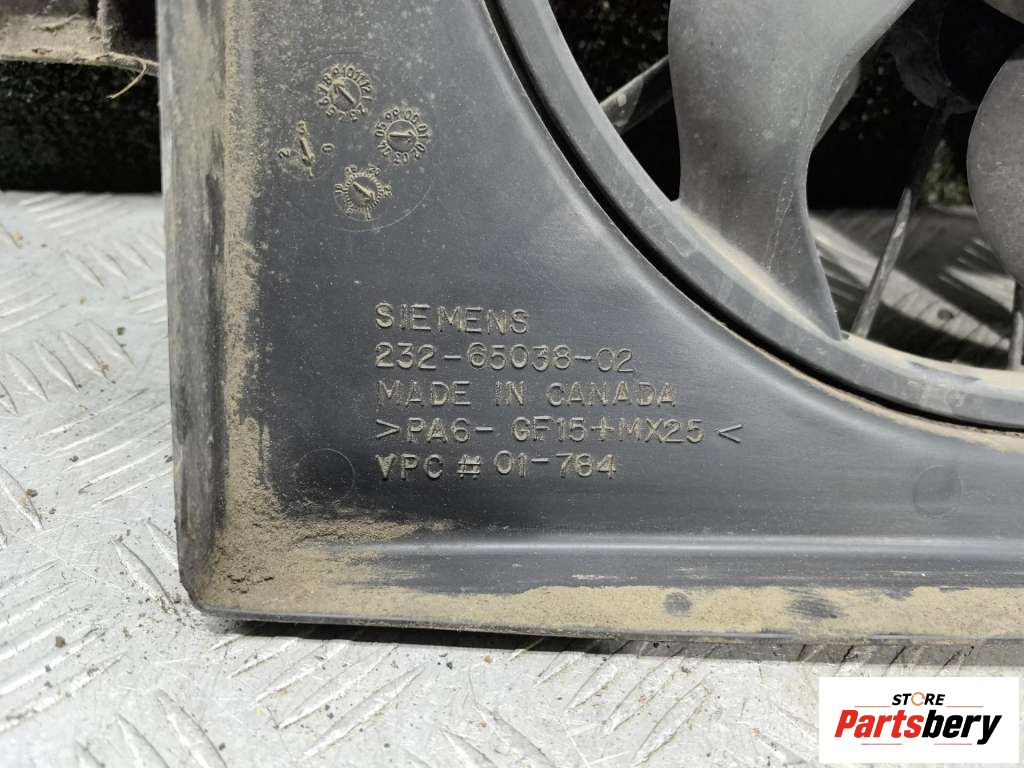 SIEMENS
232-65038-02
MADE IN CANADA
>PA6- GF15+MX25<
VPC # 01-784
STORE
Partsbery